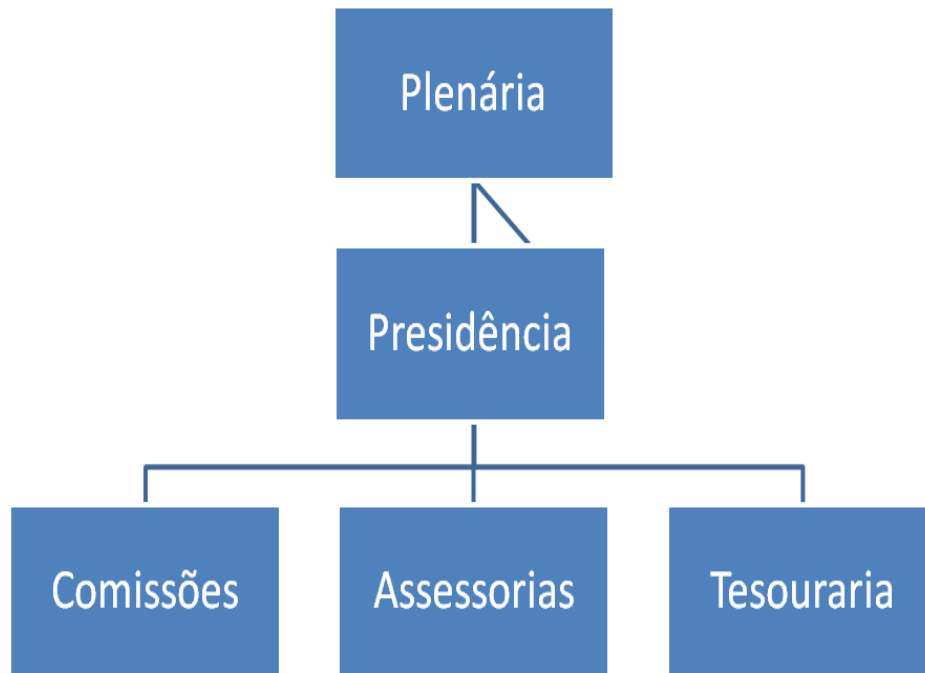 Plenária
Presidência
Comissões
Assessorias
Tesouraria